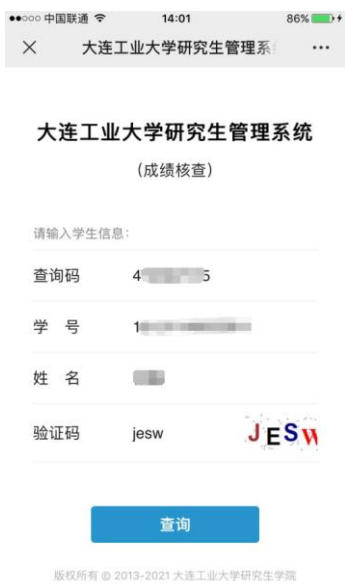 中国联通 14:01 86%
大连工业大学研究生管理系
大连工业大学研究生管理系统
(成绩核查)
请输入学生信息:
查询码 4 5
学 号 1
姓 名
验证码 jesw JESW
查询
版权所有 @ 2013-2021 大连工业大学研究生学院